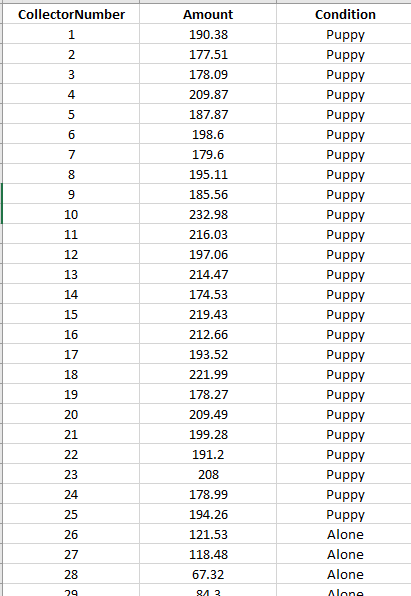 CollectorNumber Amount Condition
1 190.38 Puppy
2 177.51 Puppy
3 178.09 Puppy
4 209.87 Puppy
5 187.87 Puppy
6 198.6 Puppy
7 179.6 Puppy
8 195.11 Puppy
9 185.56 Puppy
10 232.98 Puppy
11 216.03 Puppy
12 197.06 Puppy
13 214.47 Puppy
14 174.53 Puppy
15 219.43 Puppy
16 212.66 Puppy
17 193.52 Puppy
18 221.99 Puppy
19 178.27 Puppy
20 209.49 Puppy
21 199.28 Puppy
22 191.2 Puppy
23 208 Puppy
24 178.99 Puppy
25 194.26 Puppy
26 121.53 Alone
27 118.48 Alone
28 67.32 Alone
29 84.3 Alone